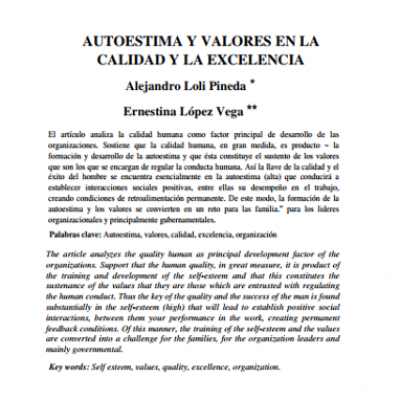 AUTOESTIMA Y VALORES EN LA
CALIDAD Y LA EXCELENCIA
Alejandro Loli Pineda *
Ernestina López Vega **
El artículo analiza la calidad humana como factor principal de desarrollo de las
organizaciones. Sostiene que la calidad humana, en gran medida, es producto ~ la
formación y desarrollo de la autoestima y que ésta constituye el sustento de los valores
que son los que se encargan de regular la conducta humana. Así la llave de la calidad y el
éxito del hombre se encuentra esencialmente en la autoestima (alta) que conducirá a
establecer interacciones sociales positivas, entre ellas su desempeño en el trabajo,
creando condiciones de retroalimentación permanente. De este modo, la formación de la
autoestima y los valores se convierten en un reto para las familias." para los lideres
organizacionales y principalmente gubernamentales.
Palabras clave: Autoestima, valores, calidad, excelencia, organización
The article analyzes the quality human as principal development factor of the
organizations. Support that the human quality, in great measure, it is product of
the training and development of the self-esteem and that this constitutes the
sustenance of the values that they are those which are entrusted with regulating
the human conduct. Thus the key of the quality and the success of the man is found
substantially in the self-esteem (high) that will lead to establish positive social
interactions, between them your performance in the work, creating permanent
feedback conditions. Of this manner, the training of the self-esteem and the values
are converted into a challenge for the families, for the organization leaders and
mainly governmental.
Key words: Self esteem, values, quality, excellence, organization.